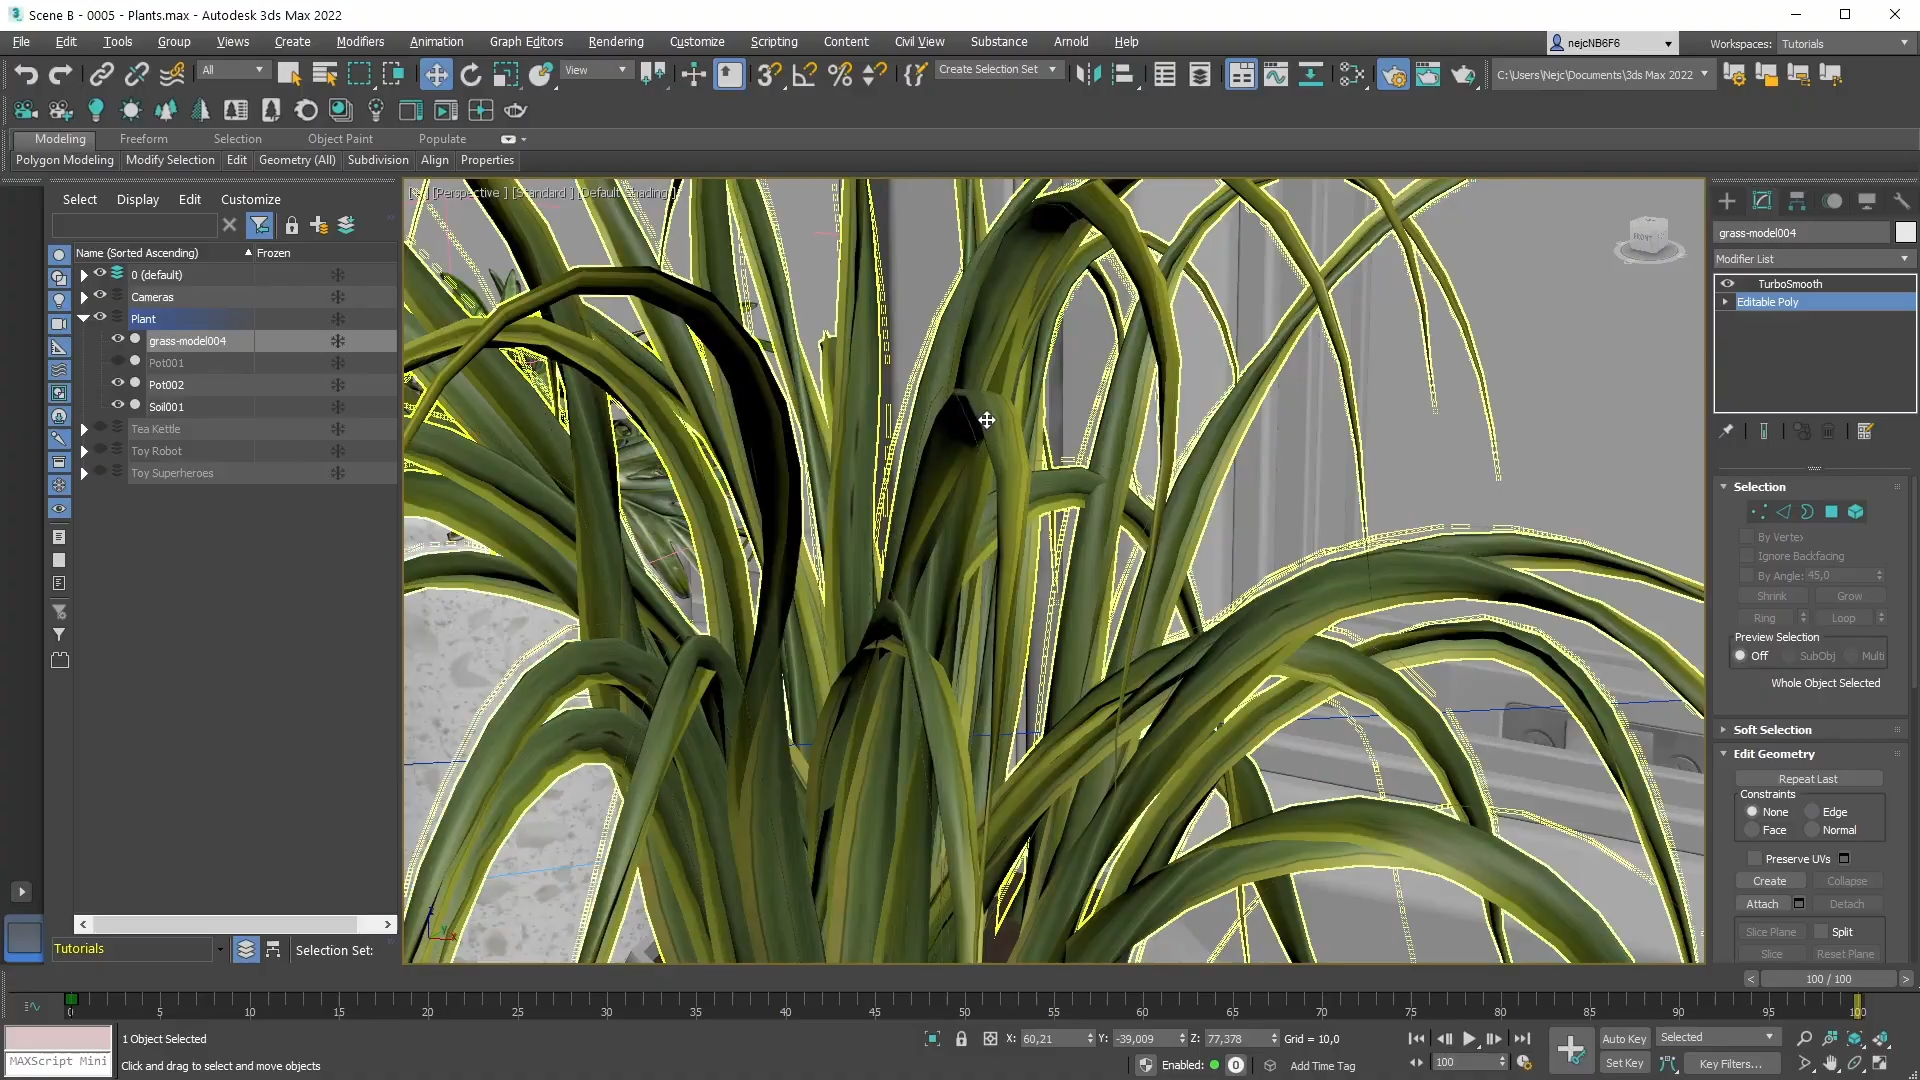 Scene B - 0005 - Plants.max - Autodesk 3ds Max 2022
File Edit Tools Group Views Create Modifiers Animation Graph Editors Rendering Customize Scripting Content Civil View Substance Arnold Help
nejcNB6F6
Workspaces: Tutorials
All
View
Create Selection Set
C:\Users\Nejc\Documents\3ds Max 2022
Modeling Freeform Selection Object Paint Populate
Polygon Modeling Modify Selection Edit Geometry (All) Subdivision Align Properties
Select Display Edit Customize
Name (Sorted Ascending) Frozen
0 (default)
Cameras
Plant
grass-model004
Pot001
Pot002
Soil001
Tea Kettle
Toy Robot
Toy Superheroes
Tutorials
Selection Set:
[Perspective ] [Standard ] [Default Shading]
FRONT
grass-model004
Modifier List
TurboSmooth
Editable Poly
Selection
By Vertex
Ignore Backfacing
By Angle: 45,0
Shrink Grow
Ring Loop
Preview Selection
Off SubObj Multi
Whole Object Selected
Soft Selection
Edit Geometry
Repeat Last
Constraints
None Edge
Face Normal
Preserve UVs
Create Collapse
Attach Detach
Slice Plane Split
Slice Reset Plane
< 100 / 100 >
0 5 10 15 20 25 30 35 40 45 50 55 60 65 70 75 80 85 90 95 100
MAXScript Mini
1 Object Selected
Click and drag to select and move objects
X: 60,21 Y: -39,009 Z: 77,378 Grid = 10,0
Enabled: 0 Add Time Tag
100
Auto Key Selected
Set Key Key Filters...